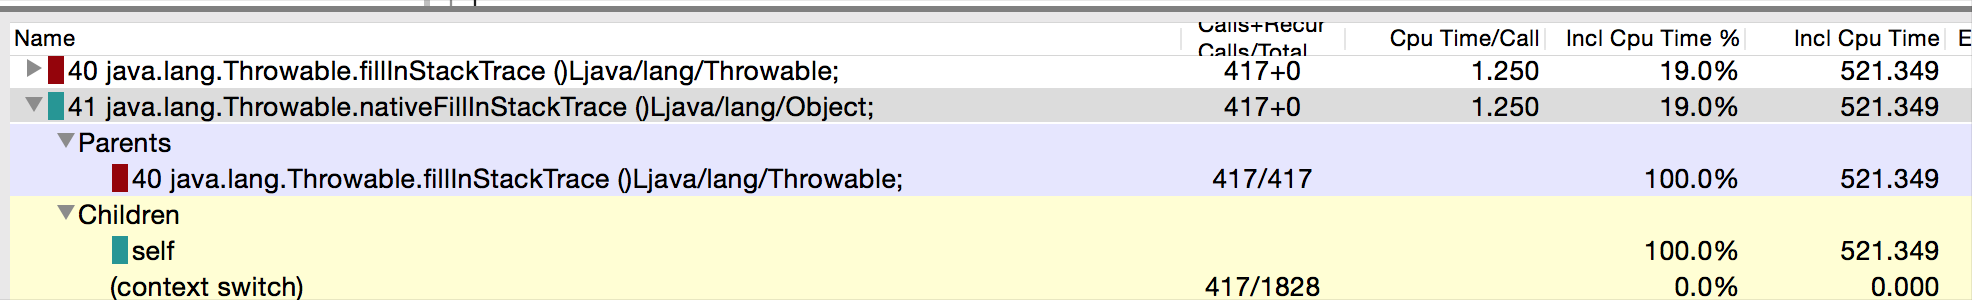 Name Calls+Recur Calls/Total Cpu Time/Call Incl Cpu Time % Incl Cpu Time E
40 java.lang.Throwable.fillInStackTrace ()Ljava/lang/Throwable; 417+0 1.250 19.0% 521.349
41 java.lang.Throwable.nativeFillInStackTrace ()Ljava/lang/Object; 417+0 1.250 19.0% 521.349
Parents
40 java.lang.Throwable.fillInStackTrace ()Ljava/lang/Throwable; 417/417 100.0% 521.349
Children
self 100.0% 521.349
(context switch) 417/1828 0.0% 0.000